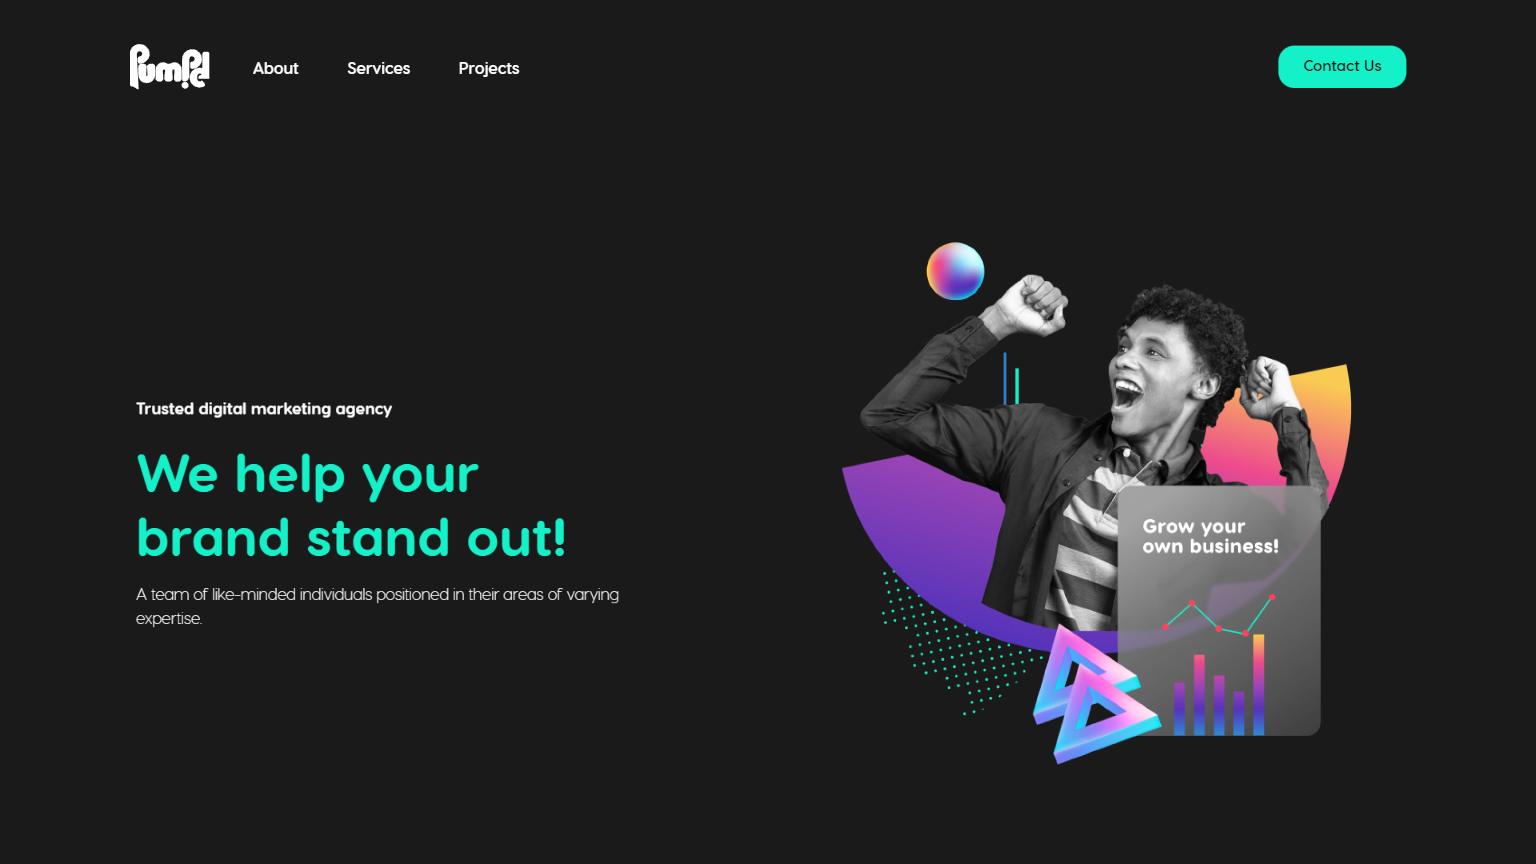 Pump'd
About
Services
Projects
Contact Us
Trusted digital marketing agency
We help your
brand stand out!
A team of like-minded individuals positioned in their areas of varying
expertise.
Grow your
own business!